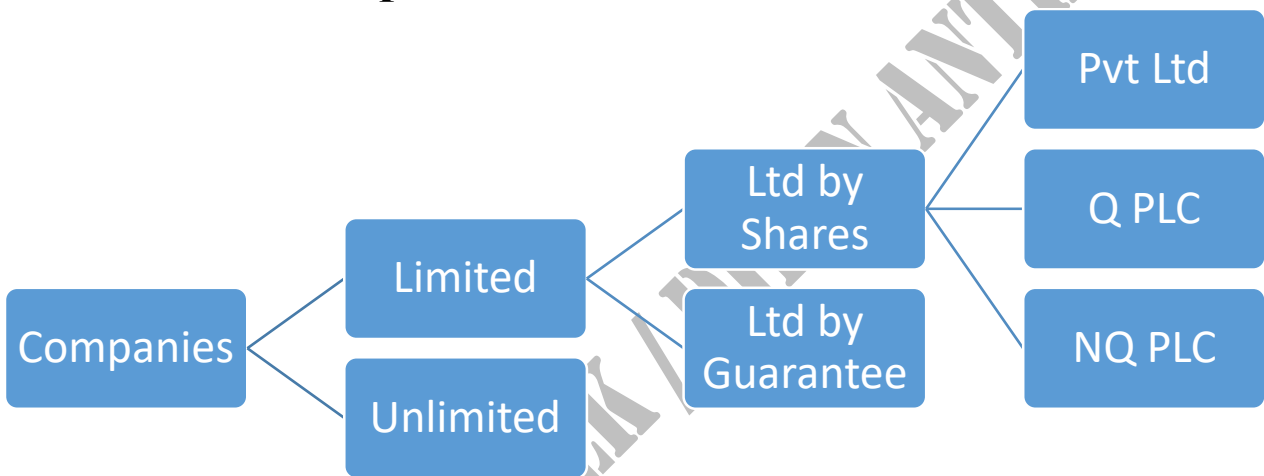 Companies
Limited
Unlimited
Ltd by
Shares
Ltd by
Guarantee
Pvt Ltd
Q PLC
NQ PLC